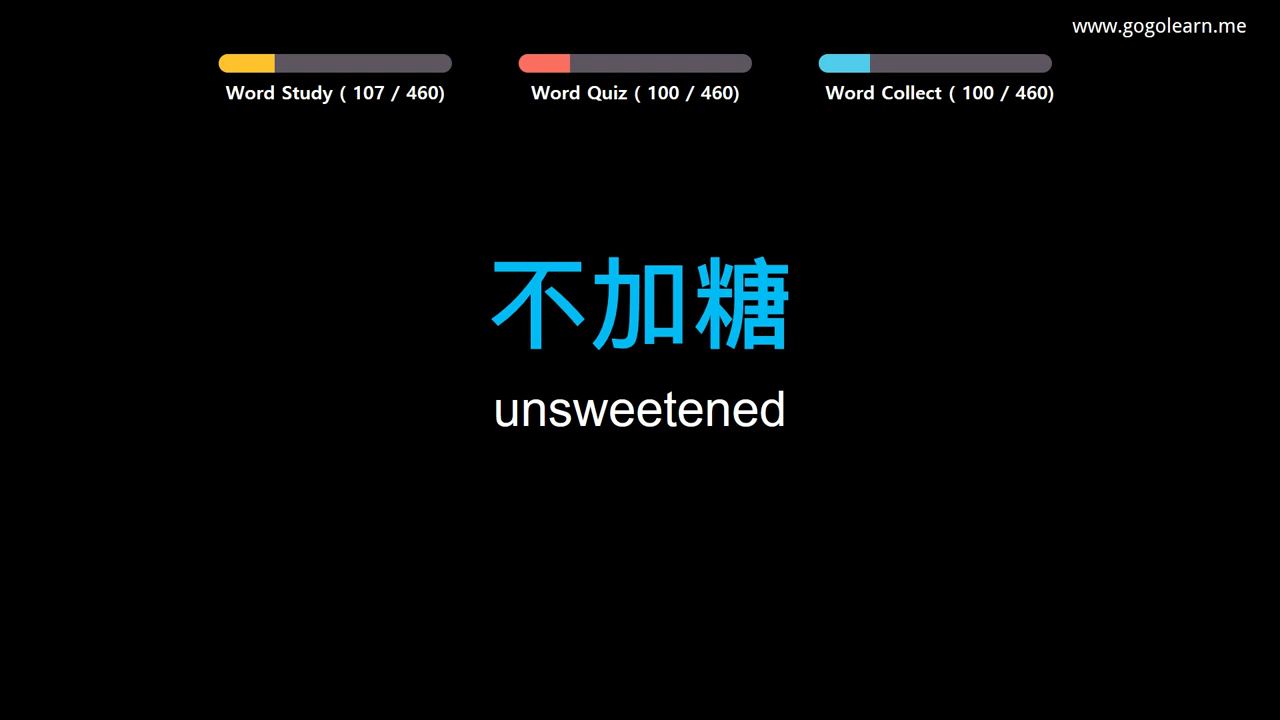 www.gogolearn.me
Word Study ( 107 / 460)
Word Quiz ( 100 / 460)
Word Collect ( 100 / 460)
不加糖
unsweetened